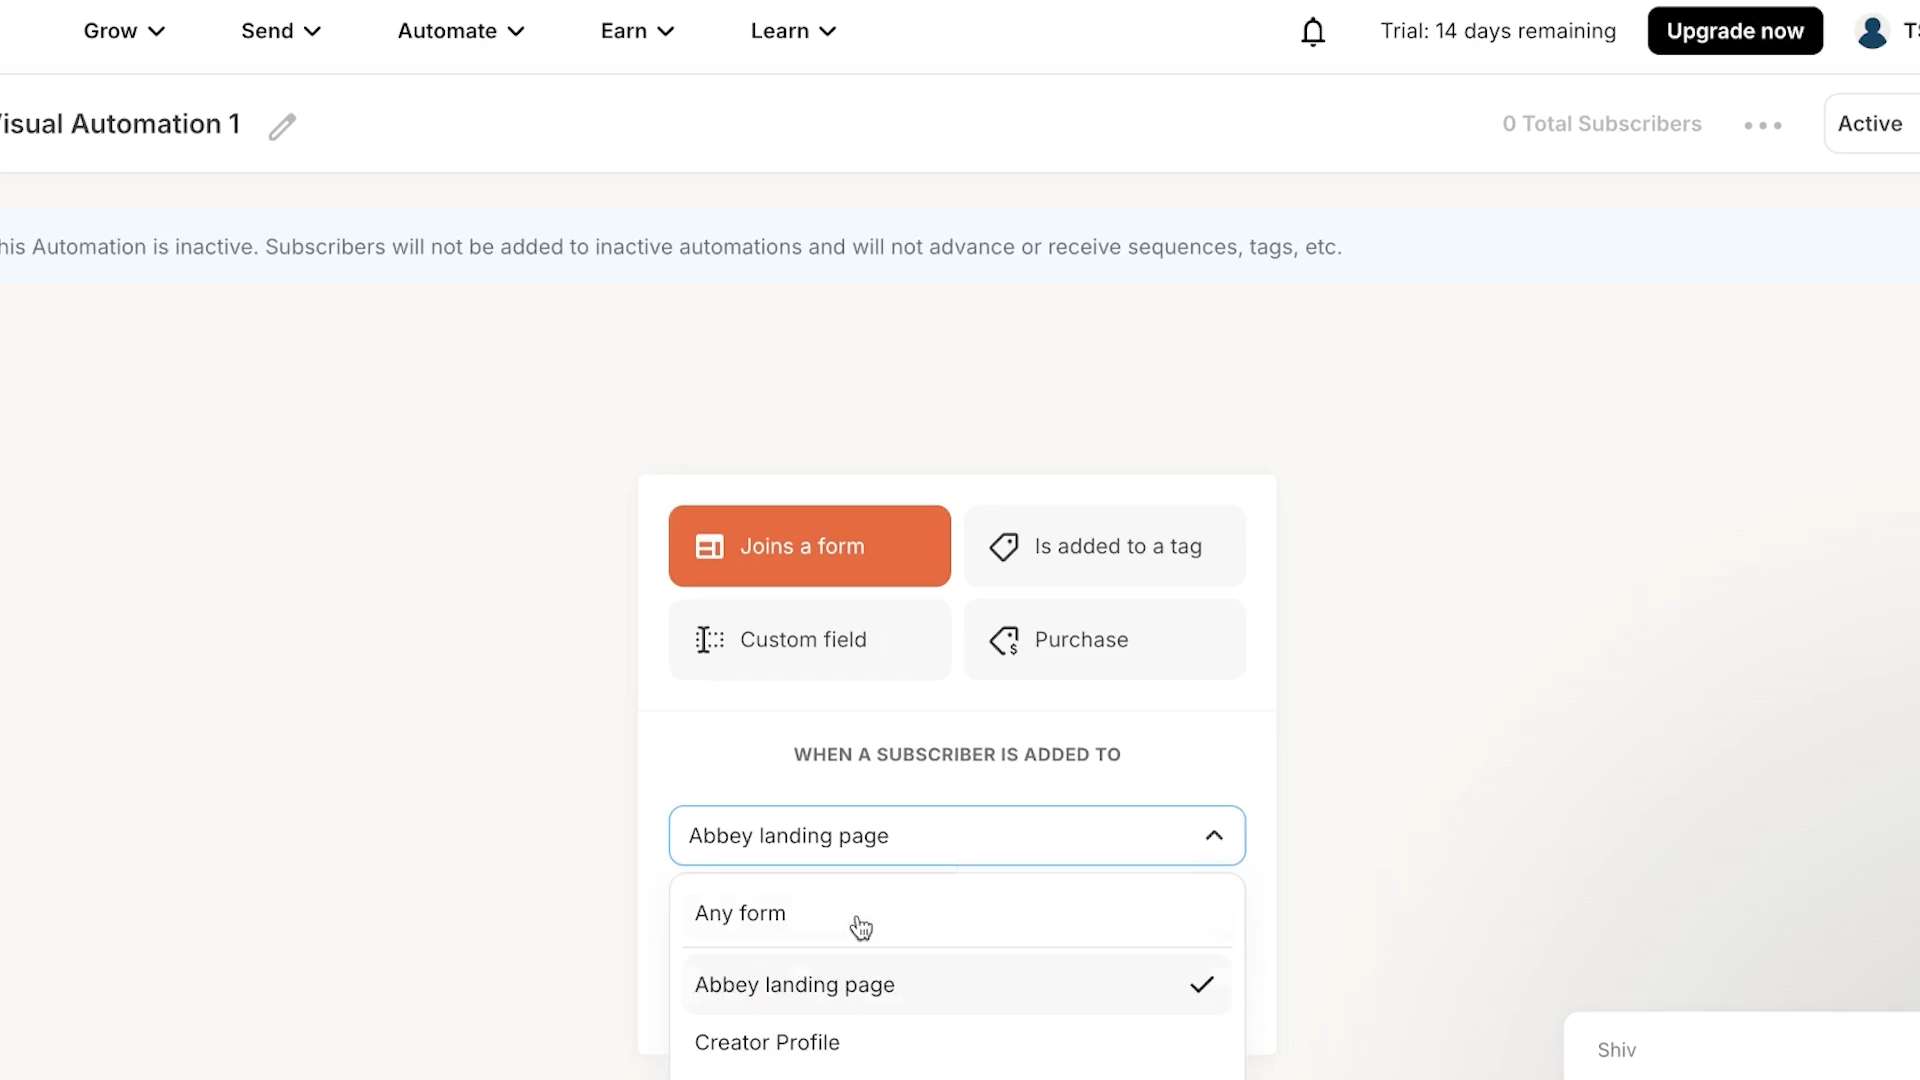 Grow Send Automate Earn Learn Trial: 14 days remaining Upgrade now TS
isual Automation 1 0 Total Subscribers Active
his Automation is inactive. Subscribers will not be added to inactive automations and will not advance or receive sequences, tags, etc.
Joins a form Is added to a tag
Custom field Purchase
WHEN A SUBSCRIBER IS ADDED TO
Abbey landing page
Any form
Abbey landing page
Creator Profile
Shiv